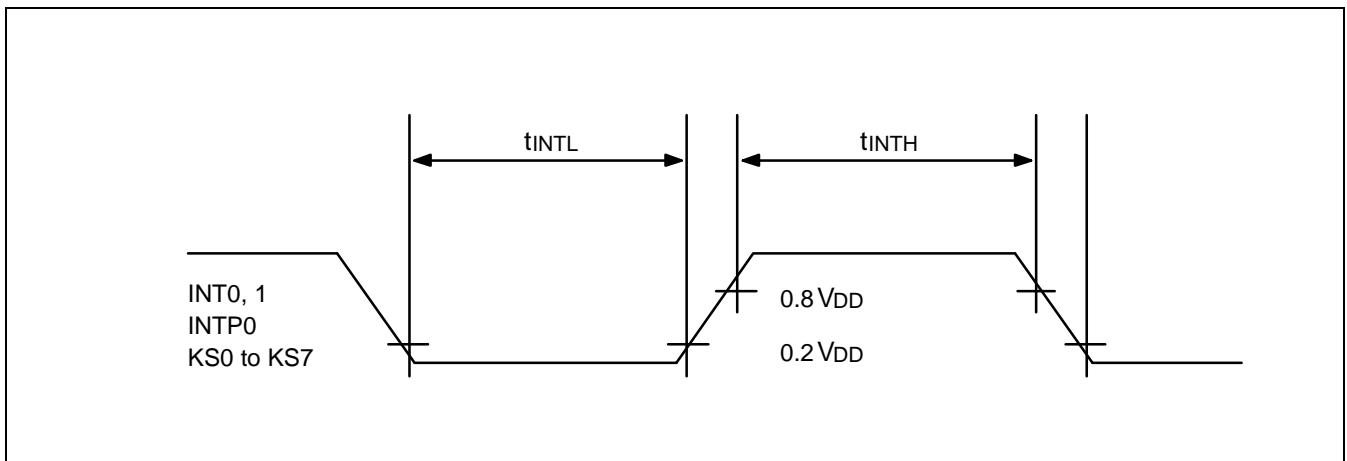 tINTL
tINTH
INT0, 1
INTP0
KS0 to KS7
0.8 VDD
0.2 VDD